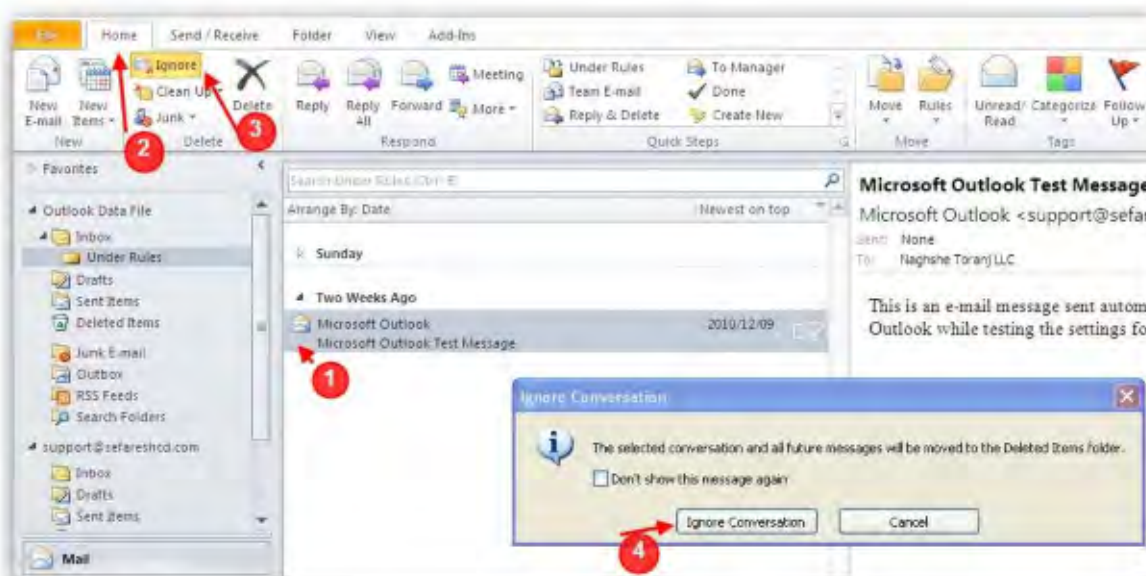 File Home Send / Receive Folder View Add-Ins
Ignore
Clean Up
Junk
New E-mail
New Items
Delete
Reply
Reply All
Forward
Meeting
More
Under Rules
Team E-mail
Reply & Delete
To Manager
Done
Create New
Move
Rules
Unread/ Read
Categorize
Follow Up
New Delete Respond Quick Steps Move Tags
2
3
Favorites
Outlook Data File
Inbox
Under Rules
Drafts
Sent Items
Deleted Items
Junk E-mail
Outbox
RSS Feeds
Search Folders
support@sefareshcd.com
Inbox
Drafts
Sent Items
Mail
Search Under Rules (Ctrl+E)
Arrange By: Date Newest on top
Sunday
Two Weeks Ago
Microsoft Outlook 2010/12/09
Microsoft Outlook Test Message
1
Microsoft Outlook Test Message
Microsoft Outlook <support@sefar
Sent: None
To: Naghshe Toranj LLC
This is an e-mail message sent autom
Outlook while testing the settings fo
Ignore Conversation
The selected conversation and all future messages will be moved to the Deleted Items folder.
Don't show this message again
Ignore Conversation Cancel
4